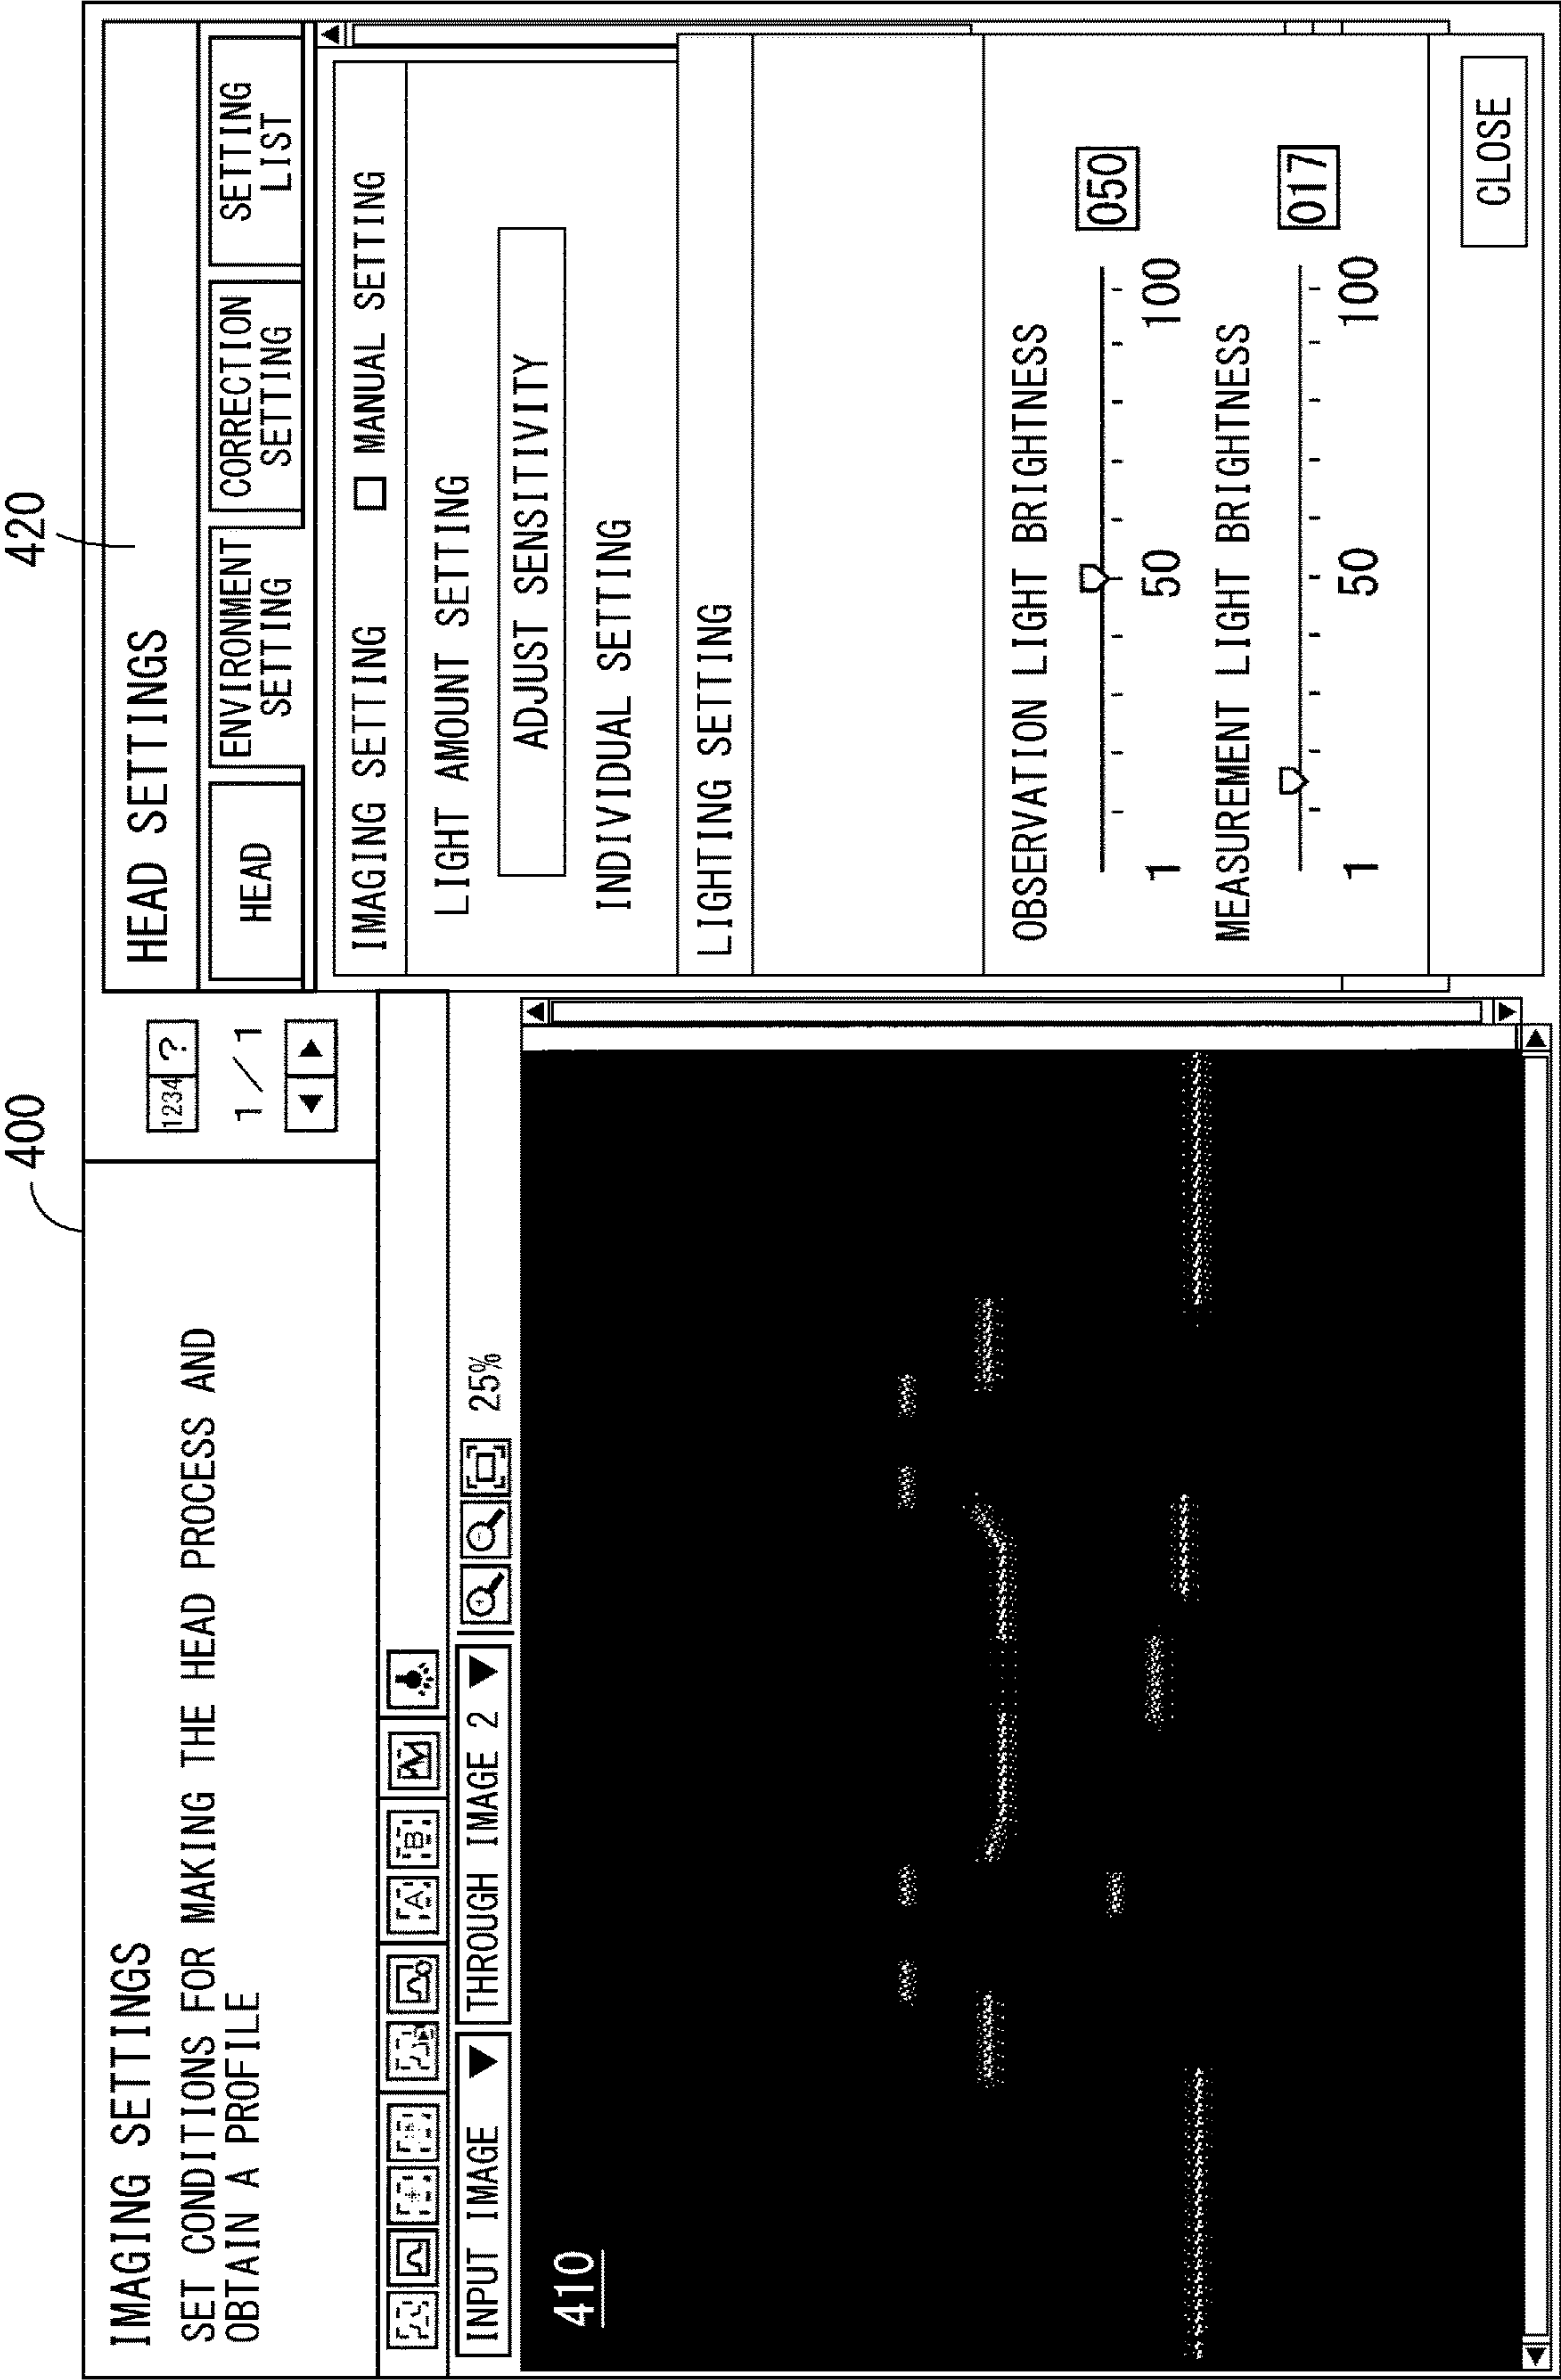 400
420
IMAGING SETTINGS
SET CONDITIONS FOR MAKING THE HEAD PROCESS AND
OBTAIN A PROFILE
1234 ?
1/1
A
B
INPUT IMAGE
THROUGH IMAGE 2
25%
410
HEAD SETTINGS
HEAD
ENVIRONMENT
SETTING
CORRECTION
SETTING
SETTING
LIST
IMAGING SETTING
MANUAL SETTING
LIGHT AMOUNT SETTING
ADJUST SENSITIVITY
INDIVIDUAL SETTING
LIGHTING SETTING
OBSERVATION LIGHT BRIGHTNESS
050
1 50 100
MEASUREMENT LIGHT BRIGHTNESS
017
1 50 100
CLOSE